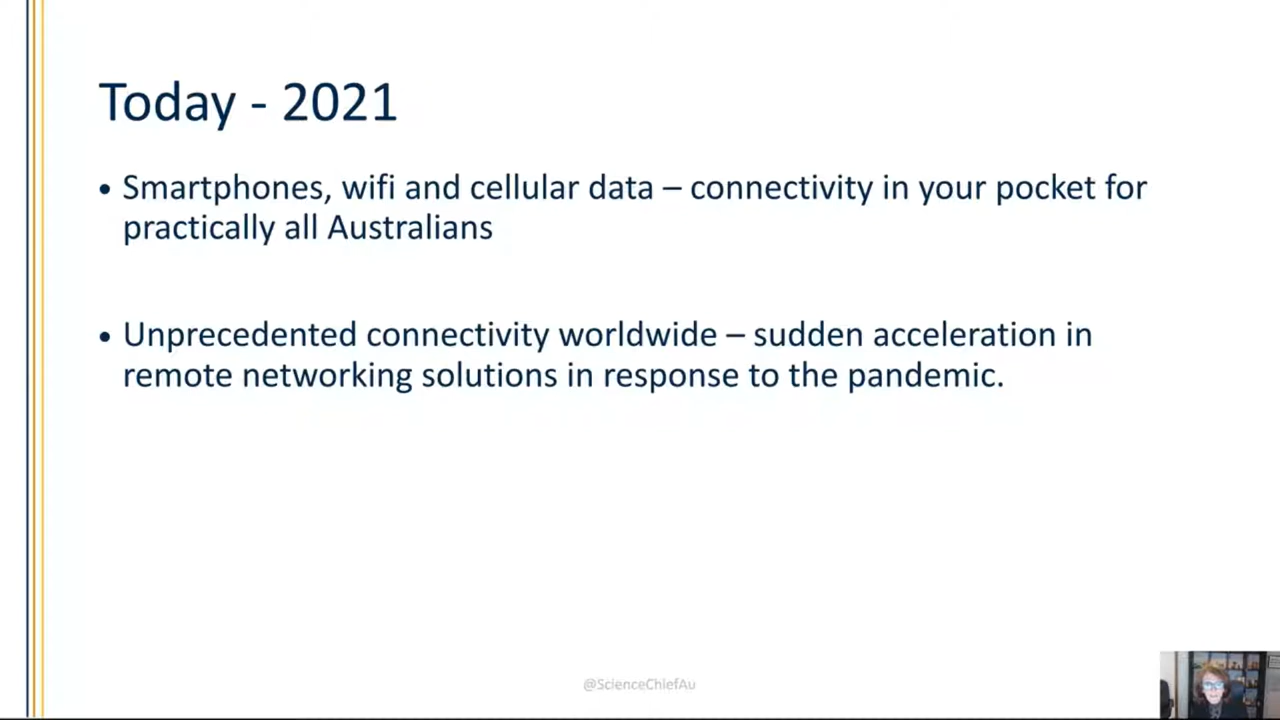 Today - 2021
• Smartphones, wifi and cellular data – connectivity in your pocket for
practically all Australians
• Unprecedented connectivity worldwide – sudden acceleration in
remote networking solutions in response to the pandemic.
@ScienceChiefAu